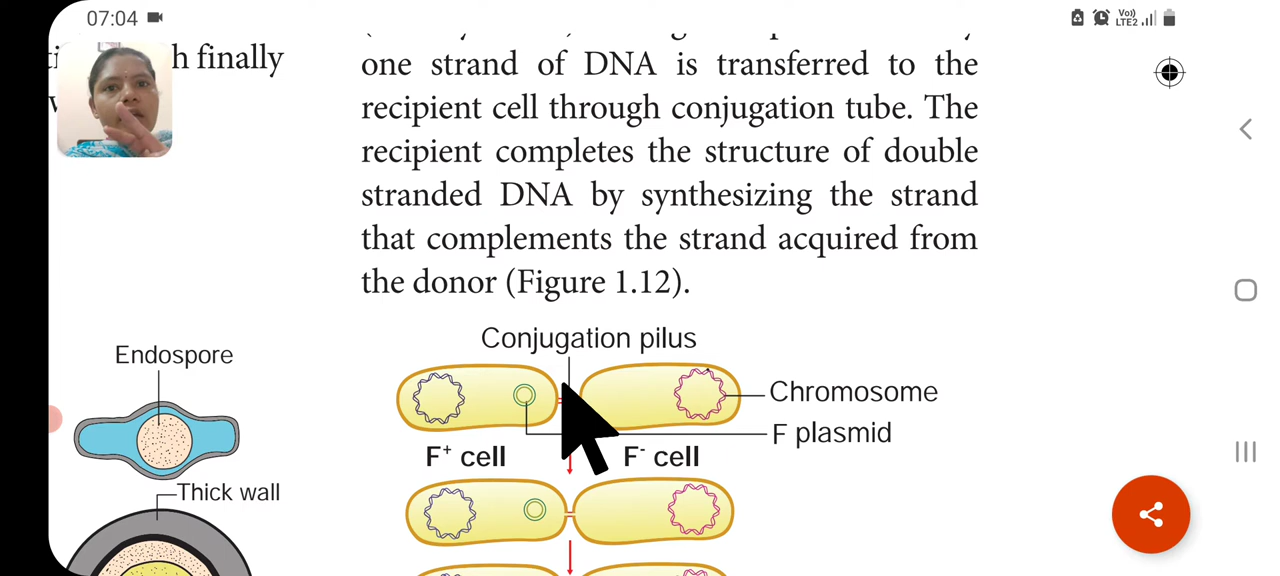 07:04
Vo))
LTE2
h finally
one strand of DNA is transferred to the
recipient cell through conjugation tube. The
recipient completes the structure of double
stranded DNA by synthesizing the strand
that complements the strand acquired from
the donor (Figure 1.12).
Endospore
Thick wall
Conjugation pilus
Chromosome
F plasmid
F⁺ cell
F⁻ cell